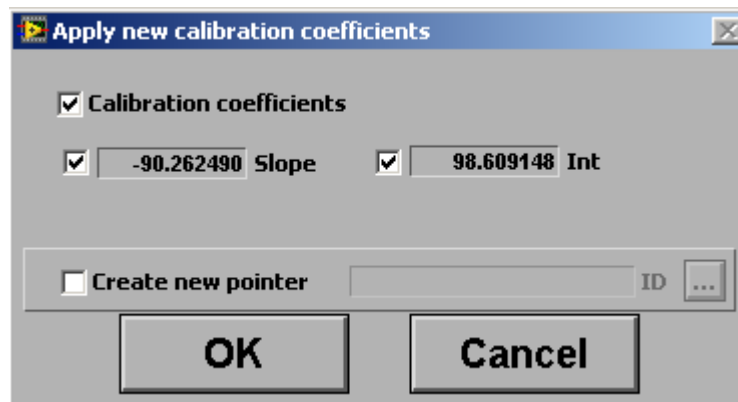 Apply new calibration coefficients
Calibration coefficients
-90.262490 Slope 98.609148 Int
Create new pointer ID ...
OK Cancel